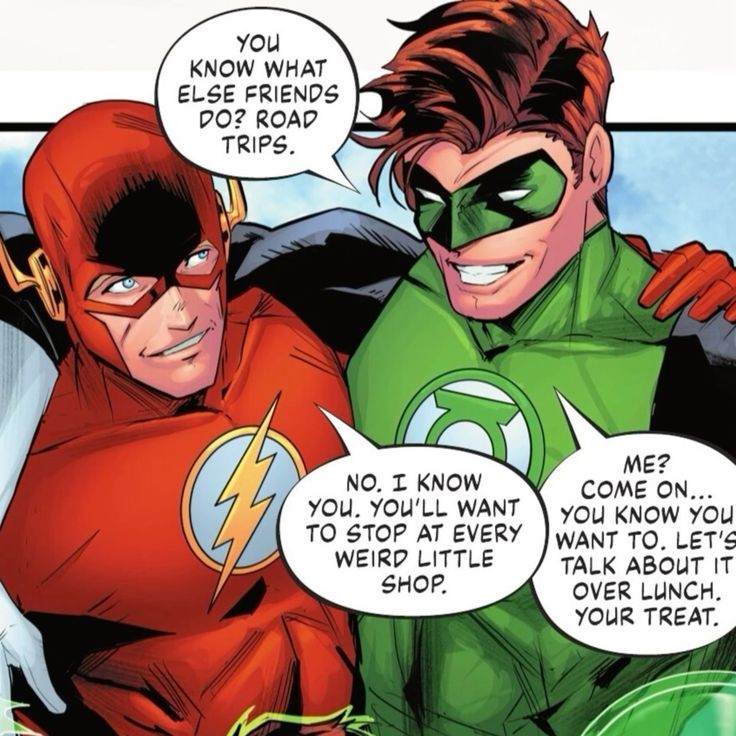 YOU
KNOW WHAT
ELSE FRIENDS
DO? ROAD
TRIPS.
NO. I KNOW
YOU. YOU'LL WANT
TO STOP AT EVERY
WEIRD LITTLE
SHOP.
ME?
COME ON...
YOU KNOW YOU
WANT TO. LET'S
TALK ABOUT IT
OVER LUNCH.
YOUR TREAT.